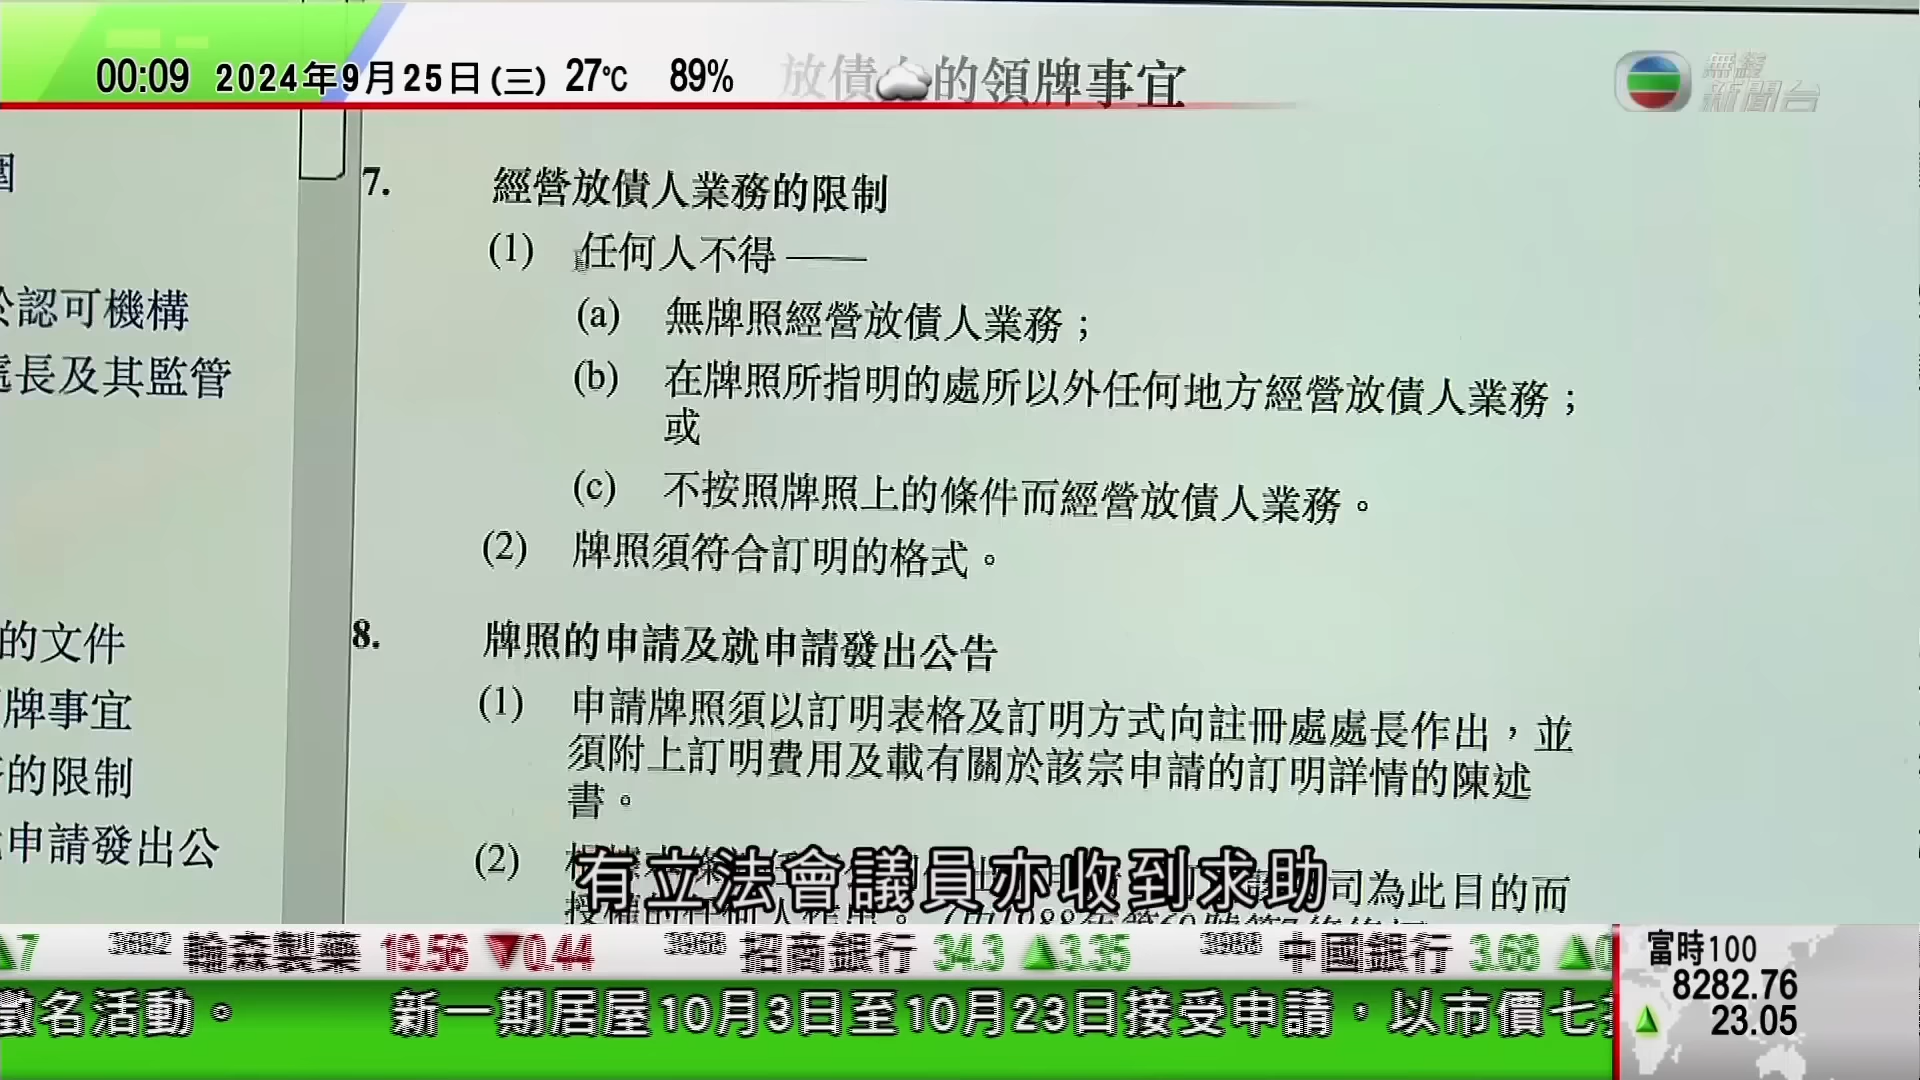 00:09 2024年9月25日(三) 27℃ 89%
放債人的領牌事宜
無綫
新聞台
7. 經營放債人業務的限制
(1) 任何人不得 ——
(a) 無牌照經營放債人業務；
(b) 在牌照所指明的處所以外任何地方經營放債人業務；
或
(c) 不按照牌照上的條件而經營放債人業務。
(2) 牌照須符合訂明的格式。
8. 牌照的申請及就申請發出公告
(1) 申請牌照須以訂明表格及訂明方式向註冊處處長作出，並
須附上訂明費用及載有關於該宗申請的訂明詳情的陳述
書。
(2)
司為此目的而
認可機構
處長及其監管
的文件
牌事宜
的限制
申請發出公
有立法會議員亦收到求助
▲7 3692 翰森製藥 19.56 ▼0.44 3968 招商銀行 34.3 ▲3.35 3988 中國銀行 3.68 ▲0
名活動。 新一期居屋10月3日至10月23日接受申請，以市價七
富時100
8282.76
▲ 23.05